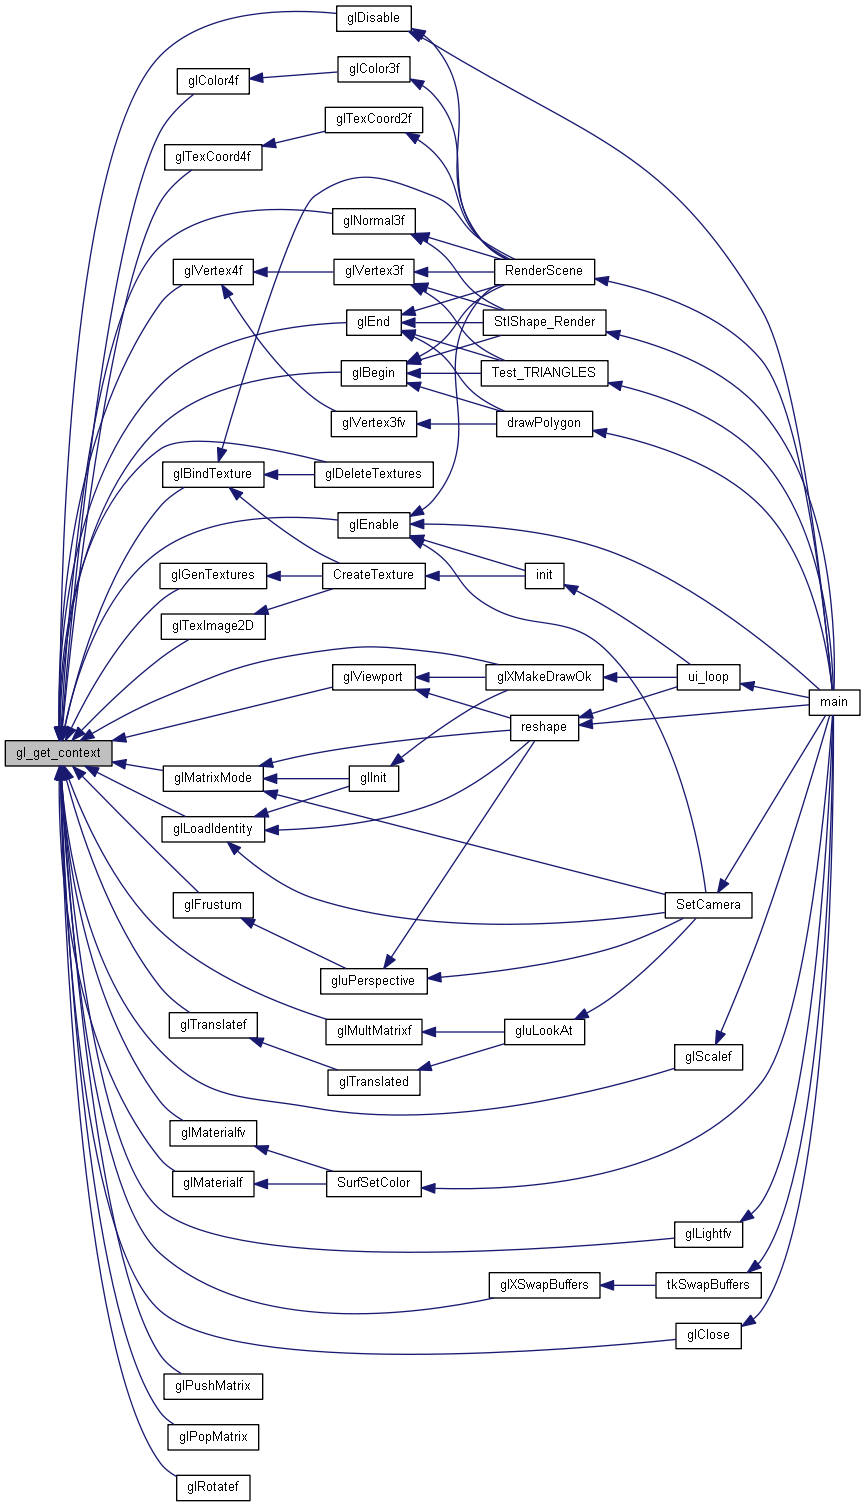 glDisable
glColor3f
glColor4f
glTexCoord2f
glTexCoord4f
glNormal3f
glVertex4f
glVertex3f
RenderScene
glEnd
StlShape_Render
glBegin
Test_TRIANGLES
glVertex3fv
drawPolygon
glBindTexture
glDeleteTextures
glEnable
glGenTextures
CreateTexture
init
glTexImage2D
glViewport
glXMakeDrawOk
ui_loop
main
reshape
gl_get_context
glMatrixMode
glInit
glLoadIdentity
glFrustum
SetCamera
gluPerspective
glTranslatef
glMultMatrixf
gluLookAt
glScalef
glTranslated
glMaterialfv
glMaterialf
SurfSetColor
glLightfv
glXSwapBuffers
tkSwapBuffers
glClose
glPushMatrix
glPopMatrix
glRotatef